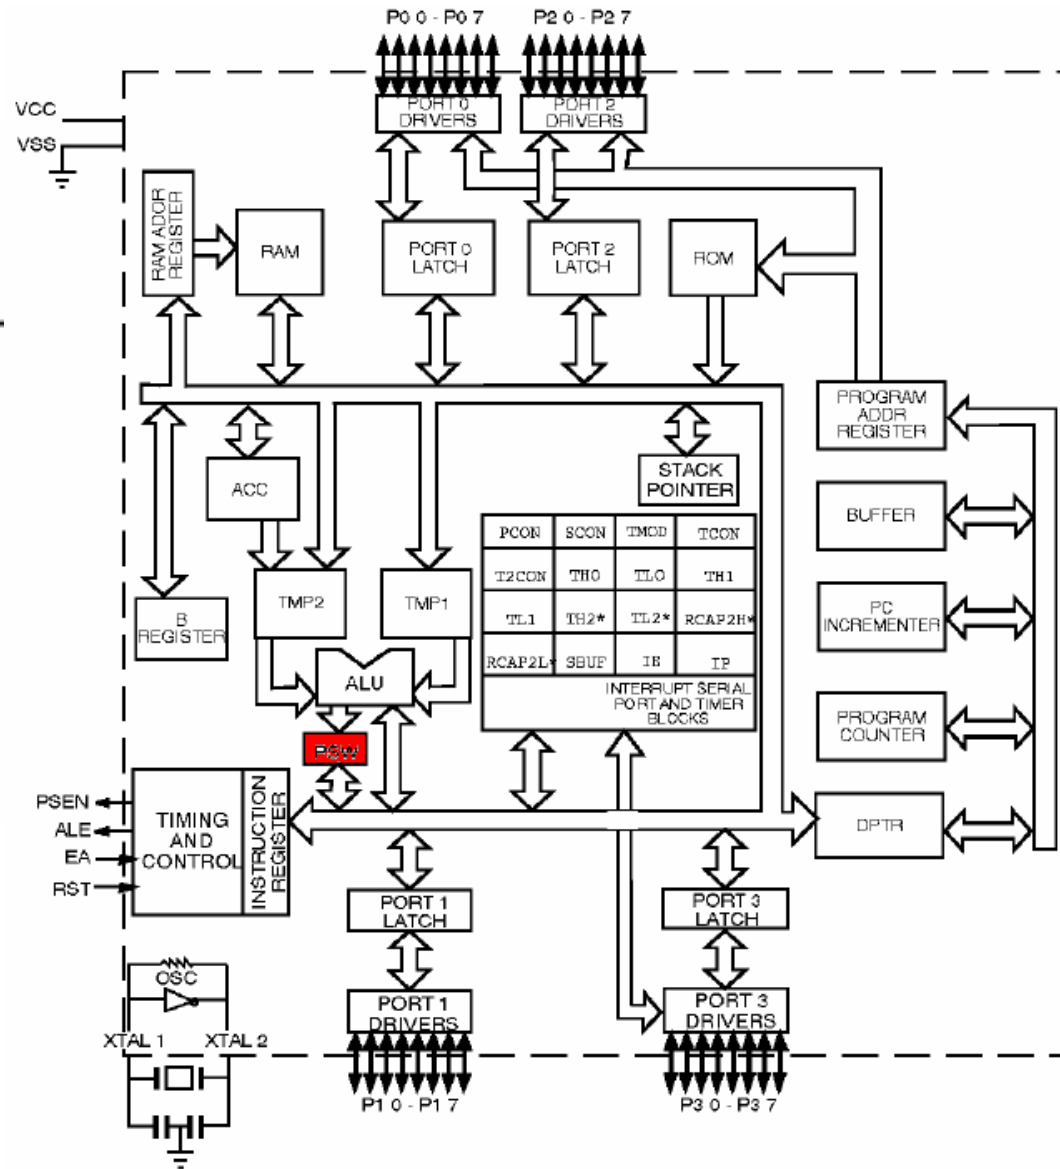 P0 0 - P0 7
P2 0 - P2 7
PORT 0
DRIVERS
PORT 2
DRIVERS
VCC
VSS
RAM ADDR
REGISTER
RAM
PORT 0
LATCH
PORT 2
LATCH
ROM
PROGRAM
ADDR
REGISTER
STACK
POINTER
ACC
BUFFER
PCON SCON TMOD TCON
T2CON TH0 TL0 TH1
TL1 TH2* TL2* RCAP2H*
RCAP2L* SBUF IE IP
INTERRUPT SERIAL
PORT AND TIMER
BLOCKS
B
REGISTER
TMP2
TMP1
PC
INCREMENTER
ALU
PSW
PROGRAM
COUNTER
PSEN
ALE
EA
RST
TIMING
AND
CONTROL
INSTRUCTION
REGISTER
DPTR
PORT 1
LATCH
PORT 3
LATCH
OSC
XTAL 1
XTAL 2
PORT 1
DRIVERS
PORT 3
DRIVERS
P1 0 - P1 7
P3 0 - P3 7